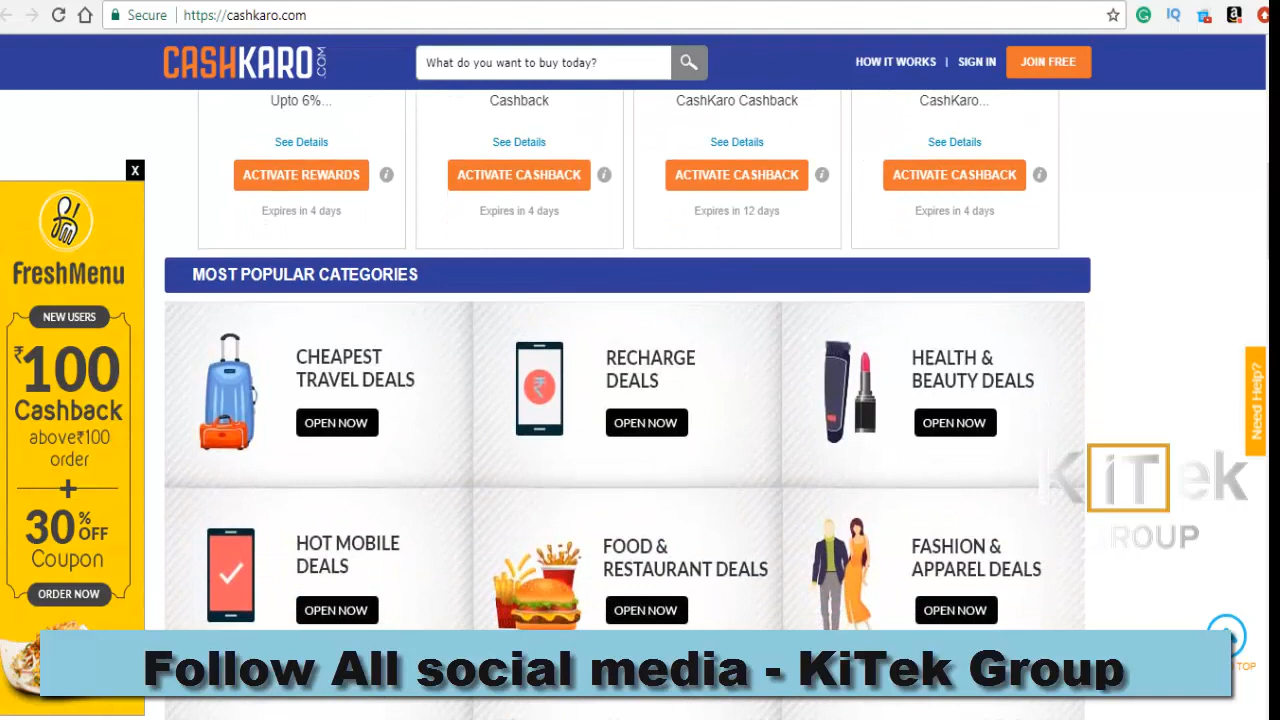 Secure
https://cashkaro.com
CASHKARO.COM
What do you want to buy today?
HOW IT WORKS | SIGN IN
JOIN FREE
Upto 6%...
Cashback
CashKaro Cashback
CashKaro...
See Details
See Details
See Details
See Details
ACTIVATE REWARDS
ACTIVATE CASHBACK
ACTIVATE CASHBACK
ACTIVATE CASHBACK
Expires in 4 days
Expires in 4 days
Expires in 12 days
Expires in 4 days
X
FreshMenu
NEW USERS
₹100
Cashback
above₹100
order
+
30% OFF
Coupon
ORDER NOW
MOST POPULAR CATEGORIES
CHEAPEST
TRAVEL DEALS
OPEN NOW
RECHARGE
DEALS
OPEN NOW
HEALTH &
BEAUTY DEALS
OPEN NOW
HOT MOBILE
DEALS
OPEN NOW
FOOD &
RESTAURANT DEALS
OPEN NOW
FASHION &
APPAREL DEALS
OPEN NOW
Need Help?
KiTek
GROUP
TOP
Follow All social media - KiTek Group